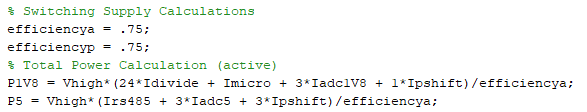 % Switching Supply Calculations
efficiencya = .75;
efficiencyp = .75;
% Total Power Calculation (active)
P1V8 = Vhigh*(24*Idivide + Imicro + 3*Iadc1V8 + 1*Ipshift)/efficiencya;
P5 = Vhigh*(Irs485 + 3*Iadc5 + 3*Ipshift)/efficiencya;